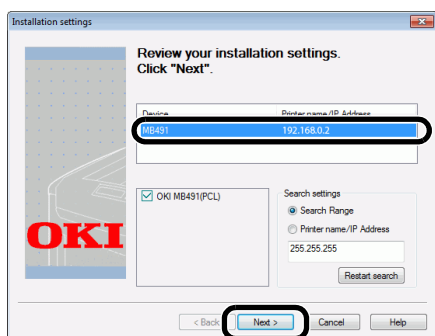 Installation settings
Review your installation settings.
Click "Next".
Device Printer name/IP Address
MB491 192.168.0.2
OKI MB491(PCL)
Search settings
Search Range
Printer name/IP Address
255.255.255
Restart search
OKI
< Back Next > Cancel Help